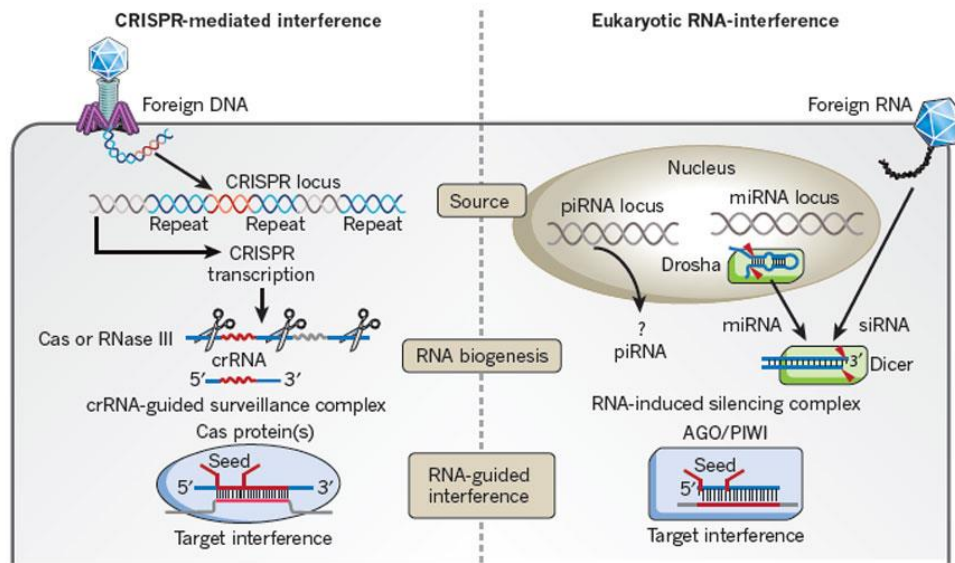 CRISPR-mediated interference
Foreign DNA
CRISPR locus
Repeat Repeat Repeat
CRISPR
transcription
Cas or RNase III
crRNA
5′ 3′
crRNA-guided surveillance complex
Cas protein(s)
Seed
5′ 3′
Target interference
Source
RNA biogenesis
RNA-guided
interference
Eukaryotic RNA-interference
Foreign RNA
Nucleus
piRNA locus
miRNA locus
Drosha
miRNA siRNA
?
piRNA
3′ Dicer
RNA-induced silencing complex
AGO/PIWI
Seed
5′
Target interference